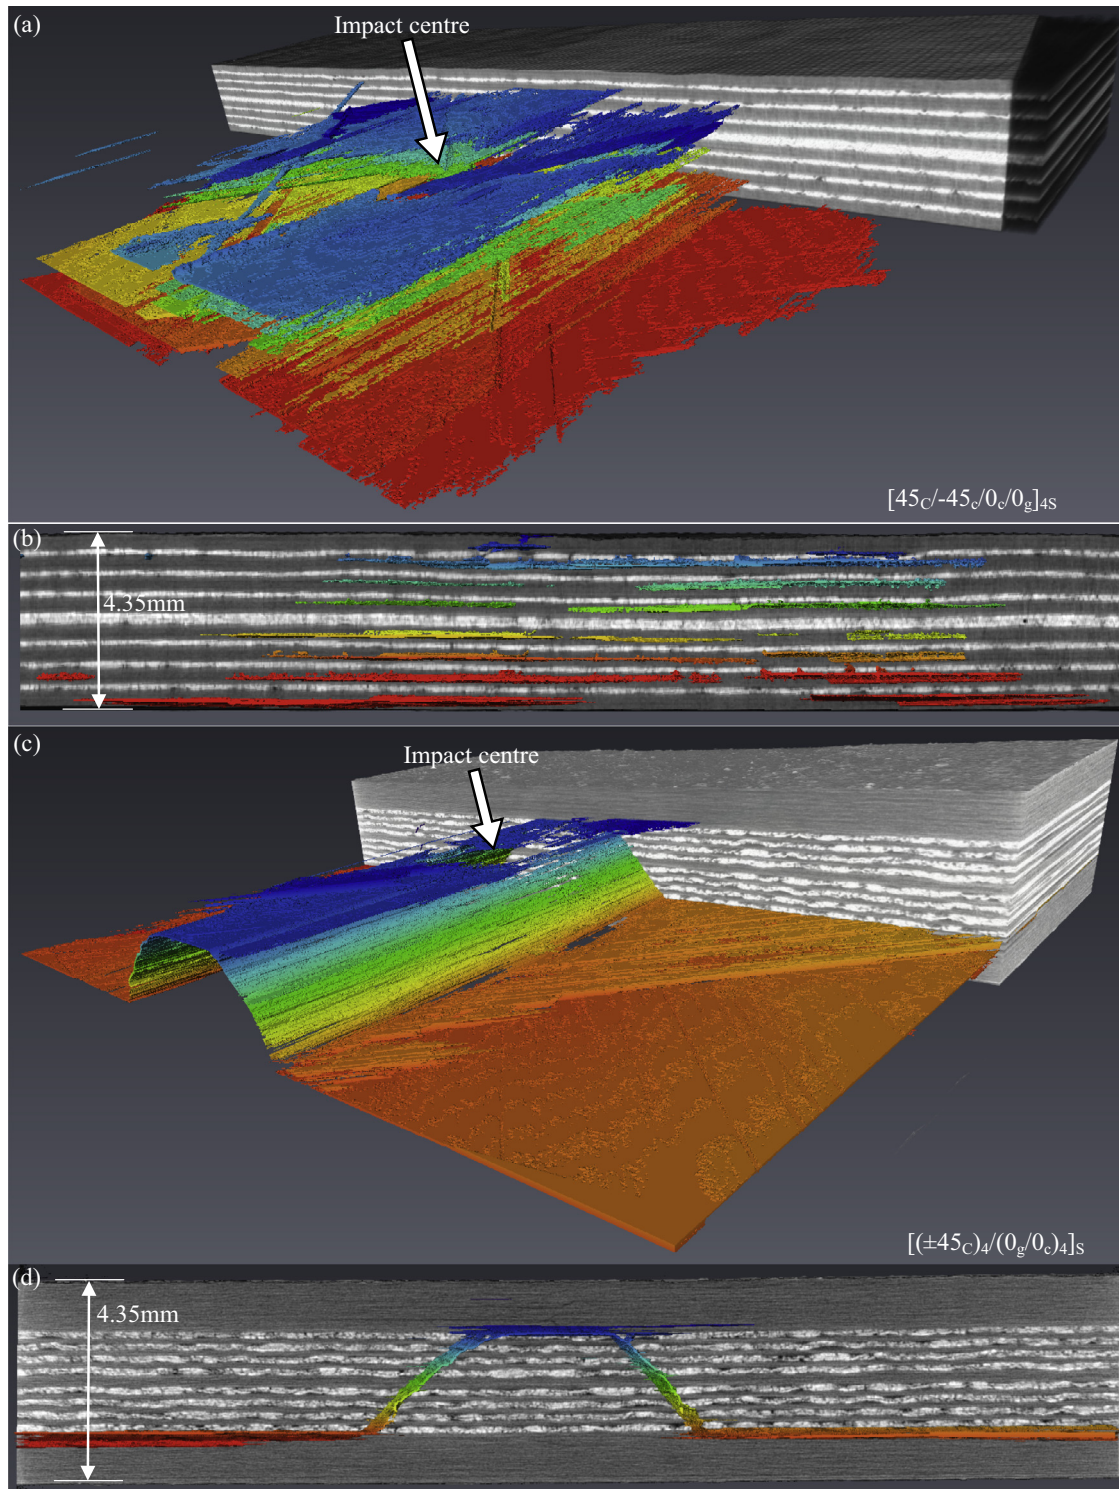 (a)
Impact centre
[45C/-45c/0c/0g]4S
(b)
4.35mm
(c)
Impact centre
[(±45C)4/(0g/0c)4]S
(d)
4.35mm